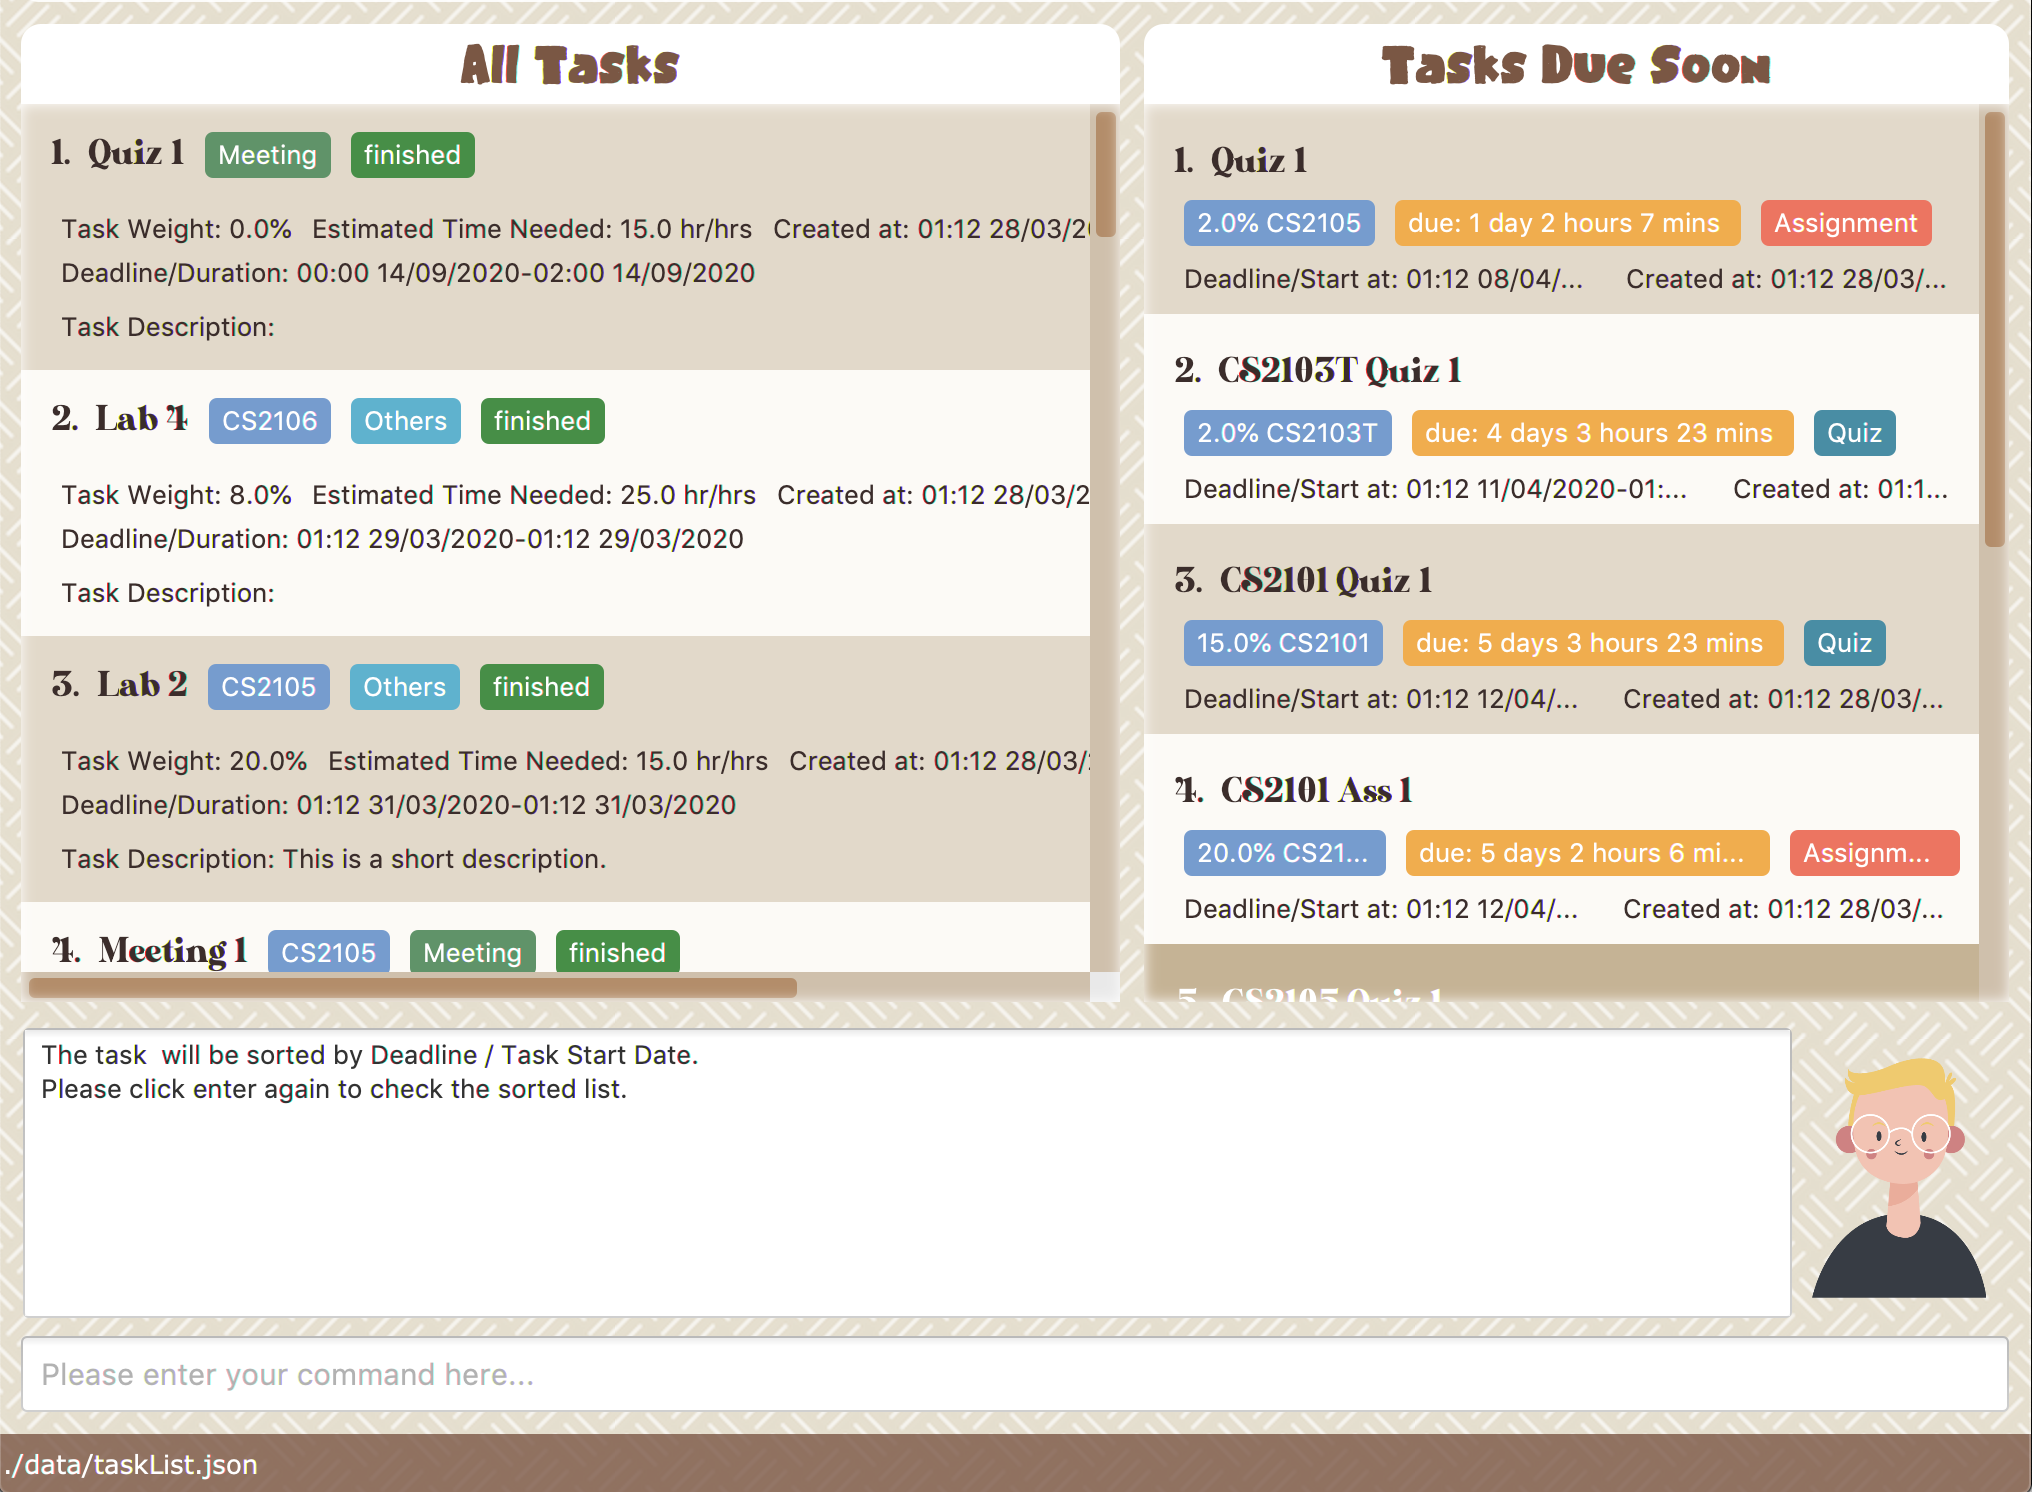 All Tasks
1. Quiz 1 Meeting finished
Task Weight: 0.0% Estimated Time Needed: 15.0 hr/hrs Created at: 01:12 28/03/2
Deadline/Duration: 00:00 14/09/2020-02:00 14/09/2020
Task Description:
2. Lab 4 CS2106 Others finished
Task Weight: 8.0% Estimated Time Needed: 25.0 hr/hrs Created at: 01:12 28/03/2
Deadline/Duration: 01:12 29/03/2020-01:12 29/03/2020
Task Description:
3. Lab 2 CS2105 Others finished
Task Weight: 20.0% Estimated Time Needed: 15.0 hr/hrs Created at: 01:12 28/03/
Deadline/Duration: 01:12 31/03/2020-01:12 31/03/2020
Task Description: This is a short description.
4. Meeting 1 CS2105 Meeting finished
Tasks Due Soon
1. Quiz 1
2.0% CS2105 due: 1 day 2 hours 7 mins Assignment
Deadline/Start at: 01:12 08/04/... Created at: 01:12 28/03/...
2. CS2103T Quiz 1
2.0% CS2103T due: 4 days 3 hours 23 mins Quiz
Deadline/Start at: 01:12 11/04/2020-01:... Created at: 01:1...
3. CS2101 Quiz 1
15.0% CS2101 due: 5 days 3 hours 23 mins Quiz
Deadline/Start at: 01:12 12/04/... Created at: 01:12 28/03/...
4. CS2101 Ass 1
20.0% CS21... due: 5 days 2 hours 6 mi... Assignm...
Deadline/Start at: 01:12 12/04/... Created at: 01:12 28/03/...
5. CS2105 Quiz 1
The task  will be sorted by Deadline / Task Start Date.
Please click enter again to check the sorted list.
Please enter your command here...
./data/taskList.json